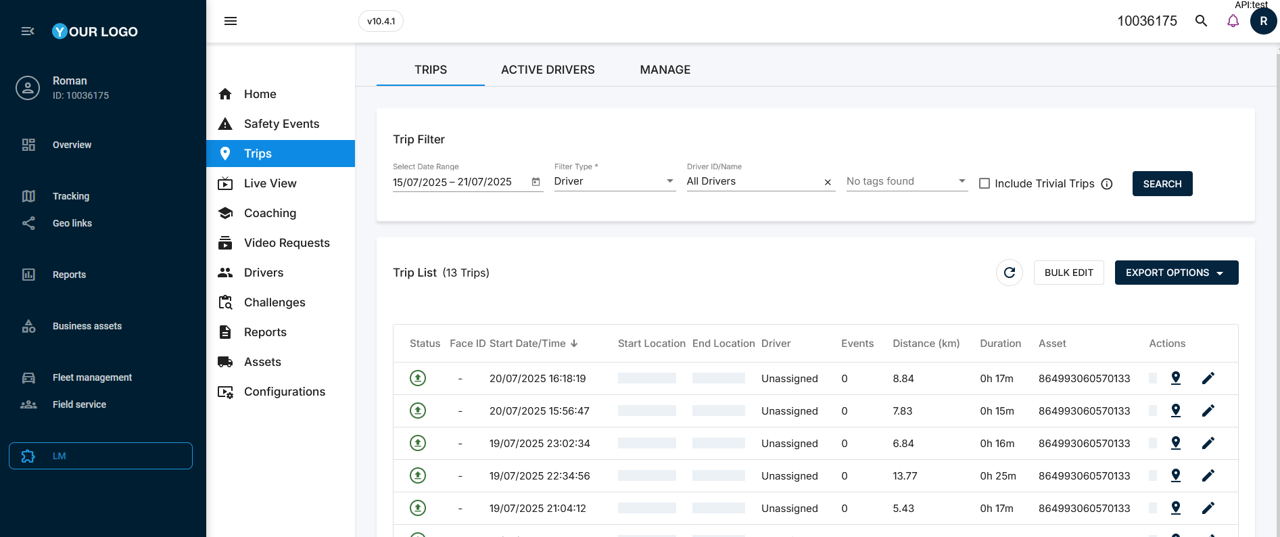 YOUR LOGO
Roman
ID: 10036175
Overview
Tracking
Geo links
Reports
Business assets
Fleet management
Field service
LM
v10.4.1
10036175
API:test
R
Home
Safety Events
Trips
Live View
Coaching
Video Requests
Drivers
Challenges
Reports
Assets
Configurations
TRIPS ACTIVE DRIVERS MANAGE
Trip Filter
Select Date Range Filter Type * Driver ID/Name
15/07/2025 – 21/07/2025 Driver All Drivers No tags found Include Trivial Trips SEARCH
Trip List (13 Trips) BULK EDIT EXPORT OPTIONS
Status Face ID Start Date/Time Start Location End Location Driver Events Distance (km) Duration Asset Actions
- 20/07/2025 16:18:19 Unassigned 0 8.84 0h 17m 864993060570133
- 20/07/2025 15:56:47 Unassigned 0 7.83 0h 15m 864993060570133
- 19/07/2025 23:02:34 Unassigned 0 6.84 0h 16m 864993060570133
- 19/07/2025 22:34:56 Unassigned 0 13.77 0h 25m 864993060570133
- 19/07/2025 21:04:12 Unassigned 0 5.43 0h 17m 864993060570133